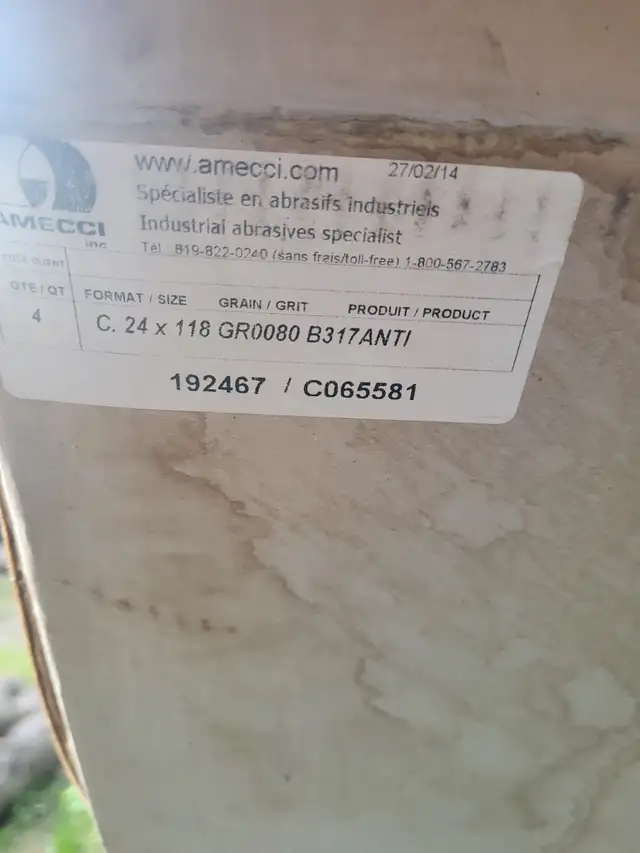 www.amecci.com 27/02/14
Spécialiste en abrasifs industriels
Industrial abrasives specialist
AMECCI
inc.
Tél. 819-822-0240 (sans frais/toll-free) 1-800-567-2783
QTE / QT FORMAT / SIZE GRAIN / GRIT PRODUIT / PRODUCT
4 C. 24 x 118 GR0080 B317ANTI
192467 / C065581